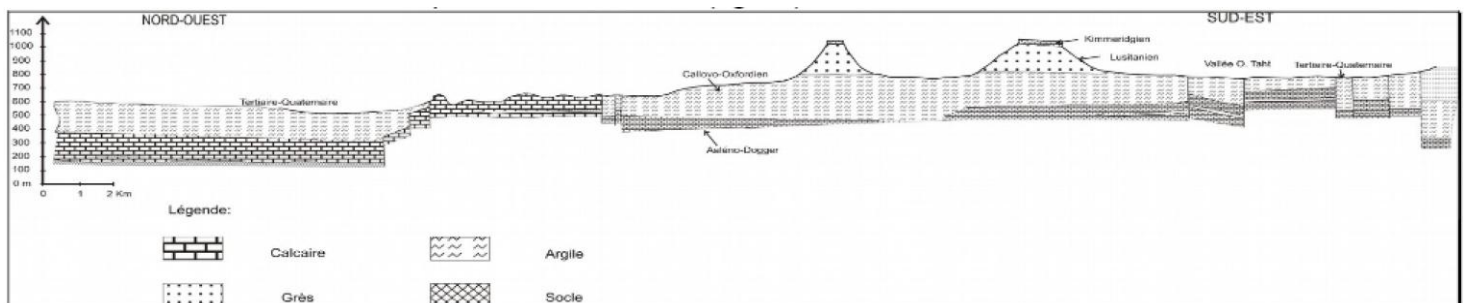 NORD-OUEST
SUD-EST
1100
1000
900
800
700
600
500
400
300
200
100
0 m
0 1 2 Km
Tertiaire-Quaternaire
Callovo-Oxfordien
Aaléno-Dogger
Kimmeridgien
Lusitanien
Vallée O. Taht
Tertiaire-Quaternaire
Légende:
Calcaire
Argile
Grès
Socle